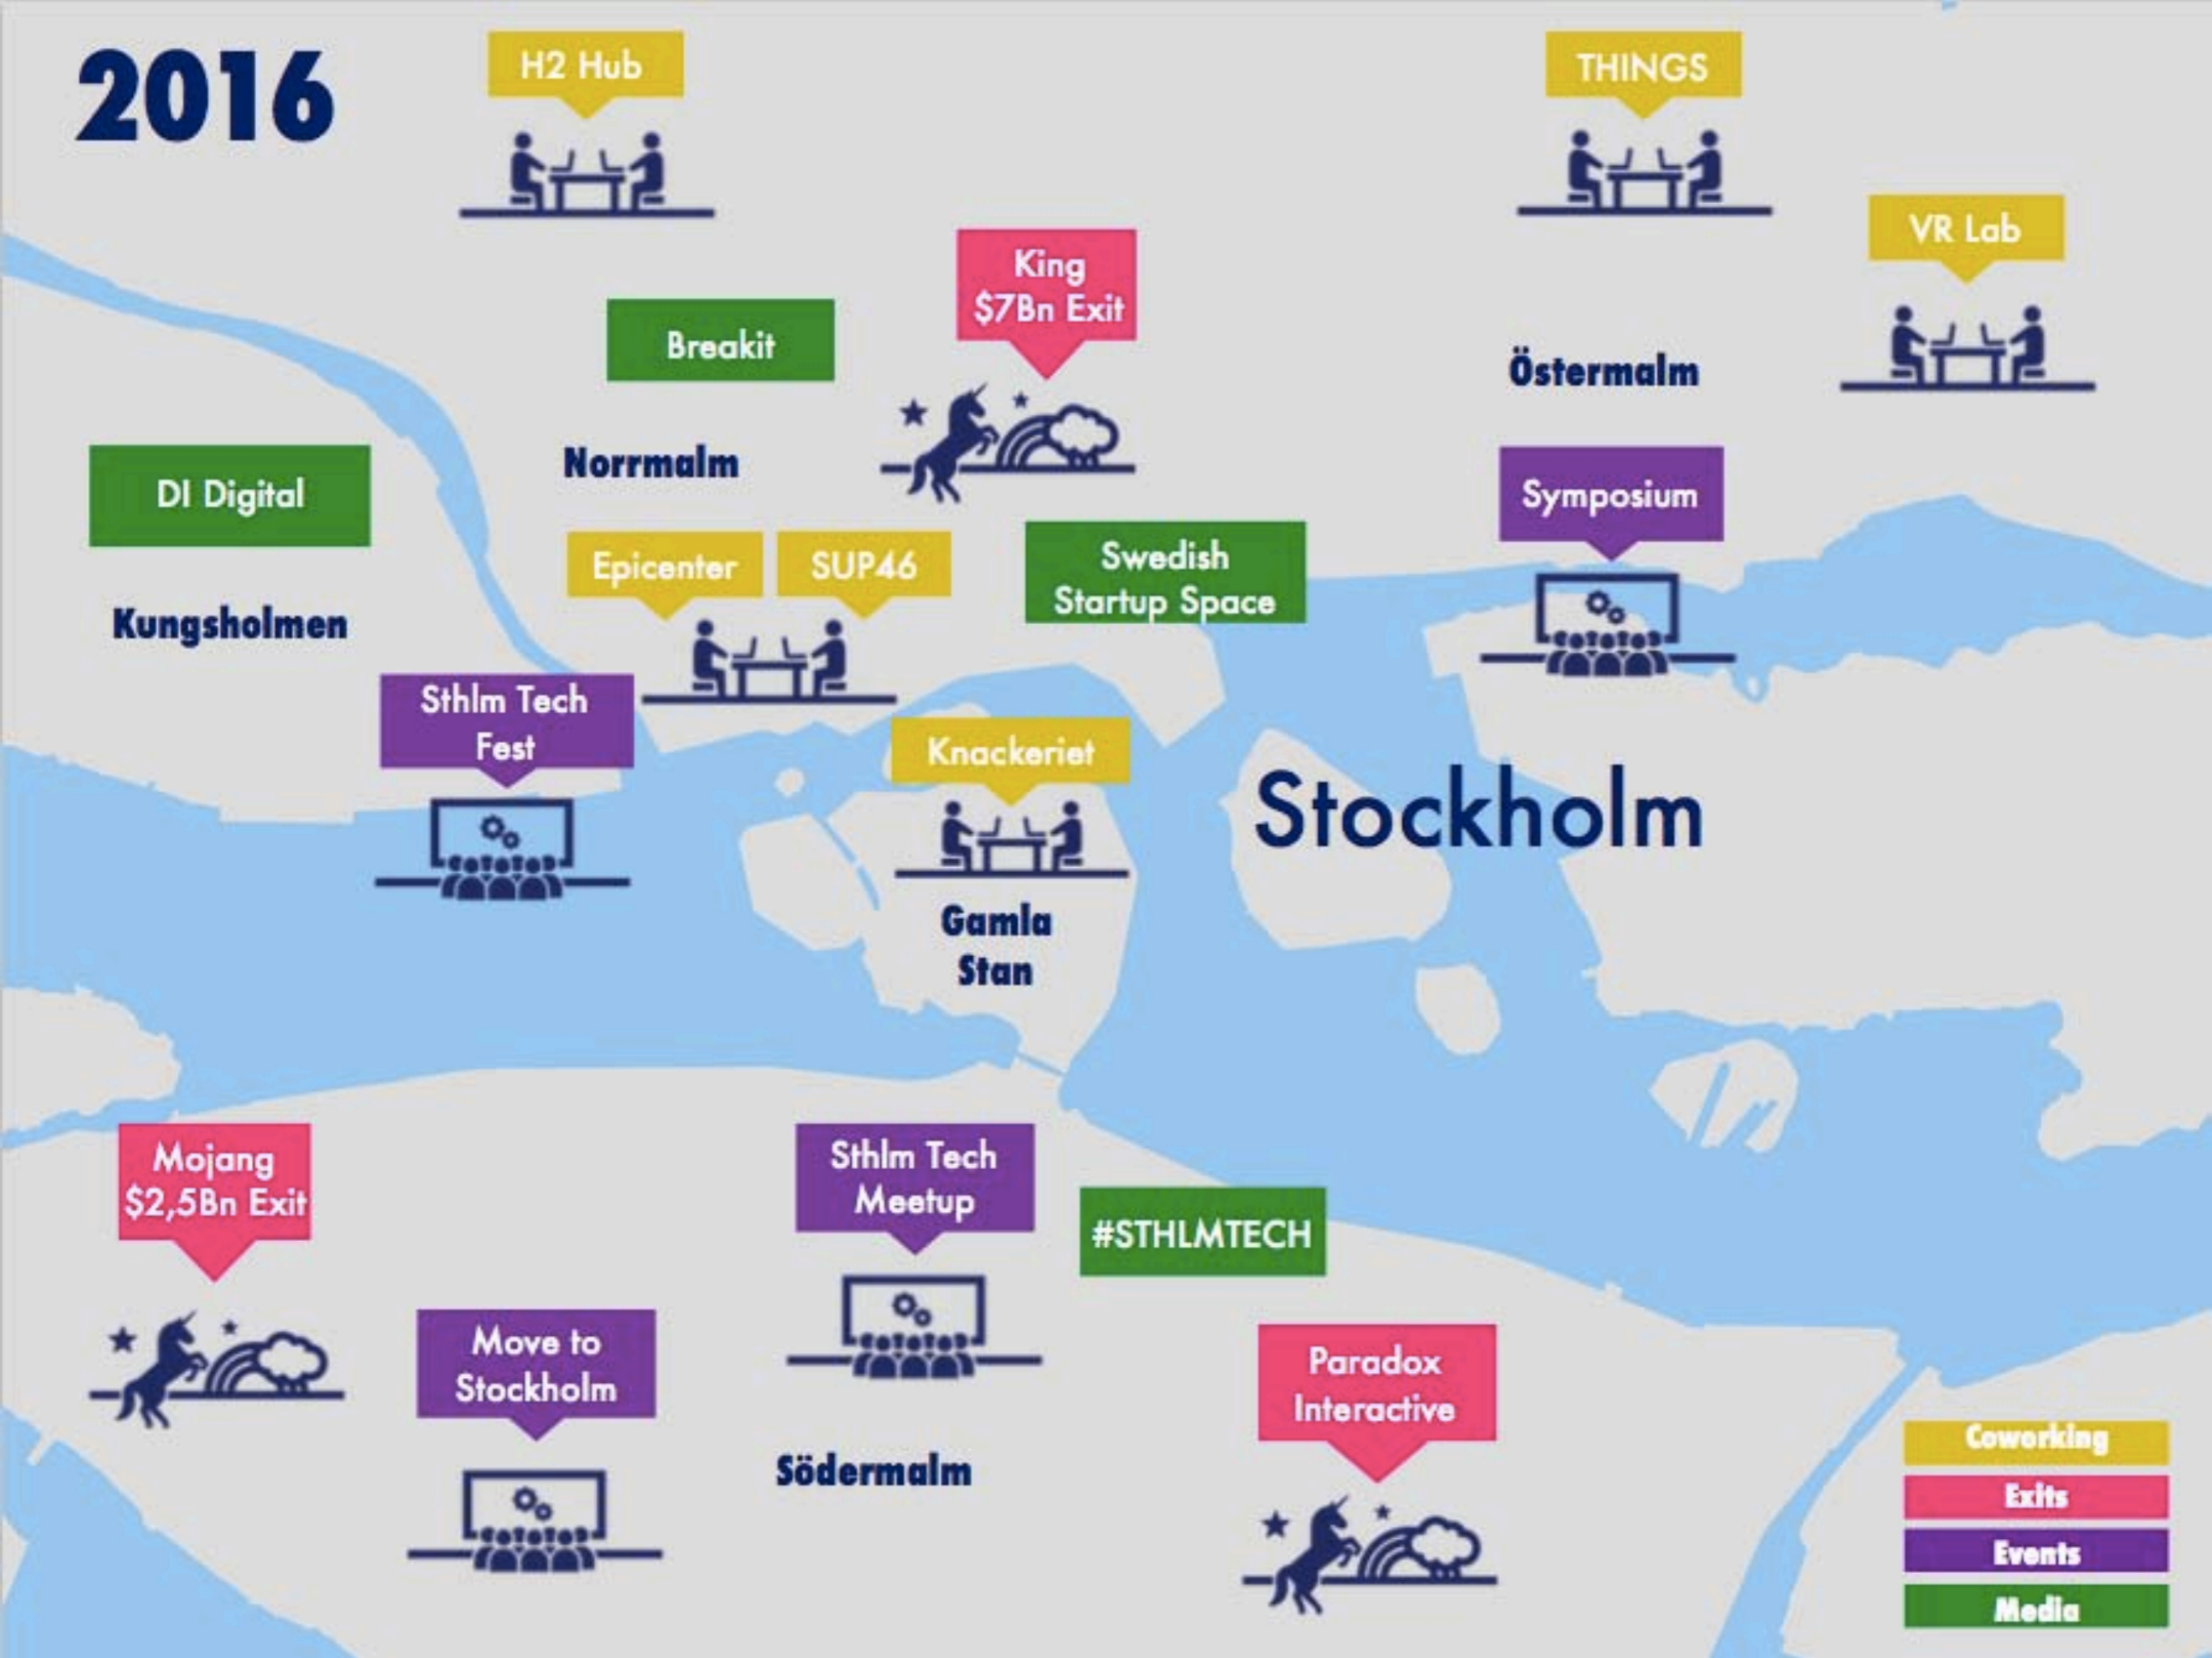 2016
H2 Hub
THINGS
VR Lab
King
$7Bn Exit
Breakit
Östermalm
Norrmalm
DI Digital
Symposium
Epicenter
SUP46
Swedish
Startup Space
Kungsholmen
Sthlm Tech
Fest
Knackeriet
Stockholm
Gamla
Stan
Mojang
$2,5Bn Exit
Sthlm Tech
Meetup
#STHLMTECH
Move to
Stockholm
Paradox
Interactive
Södermalm
Coworking
Exits
Events
Media